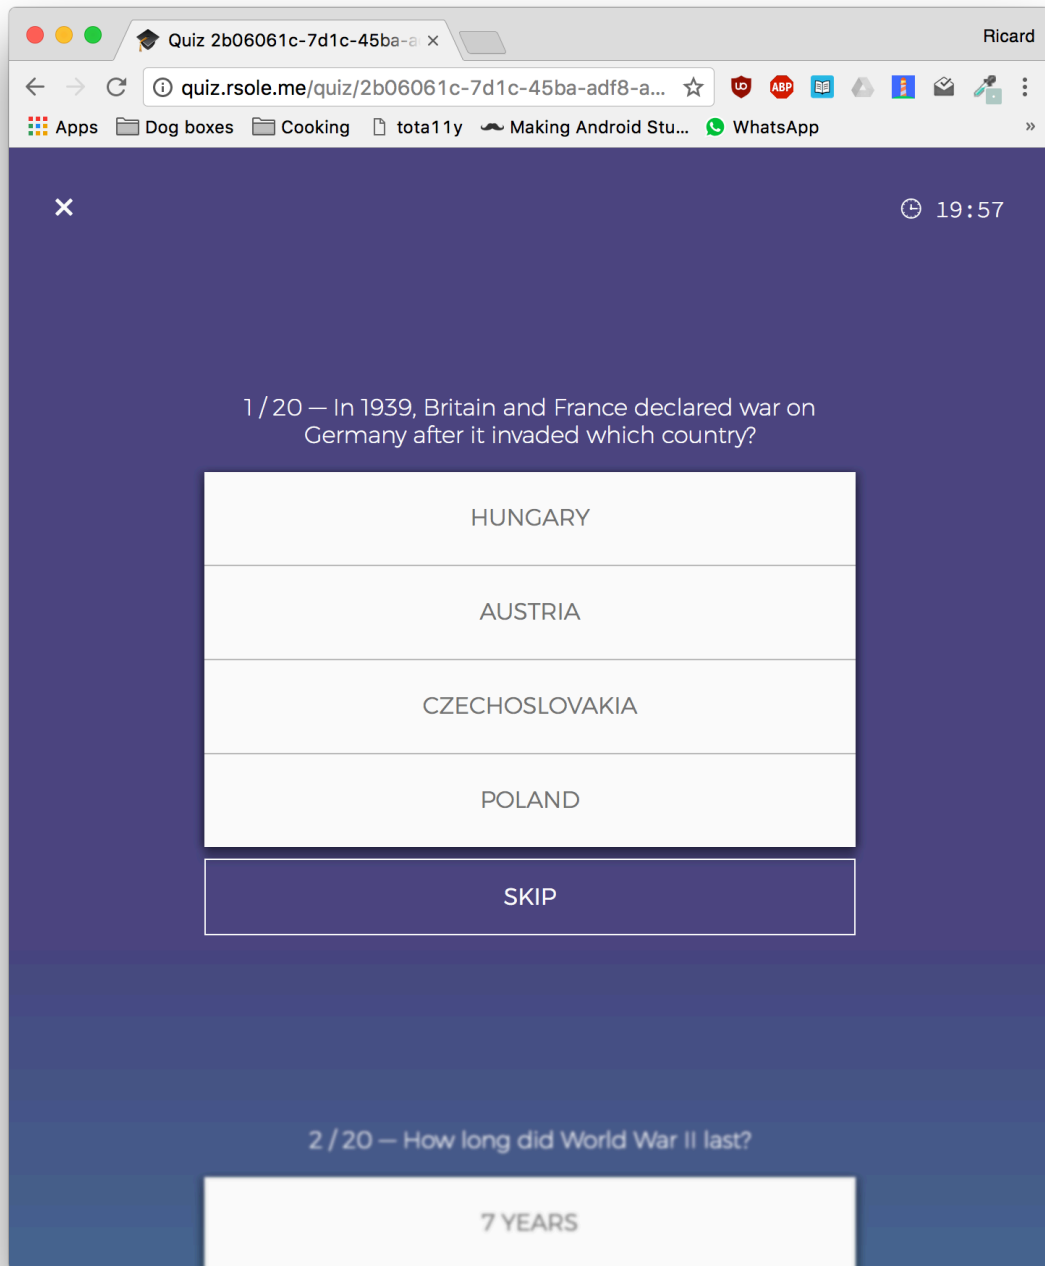 Quiz 2b06061c-7d1c-45ba-a
Ricard
quiz.rsole.me/quiz/2b06061c-7d1c-45ba-adf8-a...
ABP
Apps Dog boxes Cooking tota11y Making Android Stu... WhatsApp »
19:57
1 / 20 — In 1939, Britain and France declared war on
Germany after it invaded which country?
HUNGARY
AUSTRIA
CZECHOSLOVAKIA
POLAND
SKIP
2 / 20 — How long did World War II last?
7 YEARS